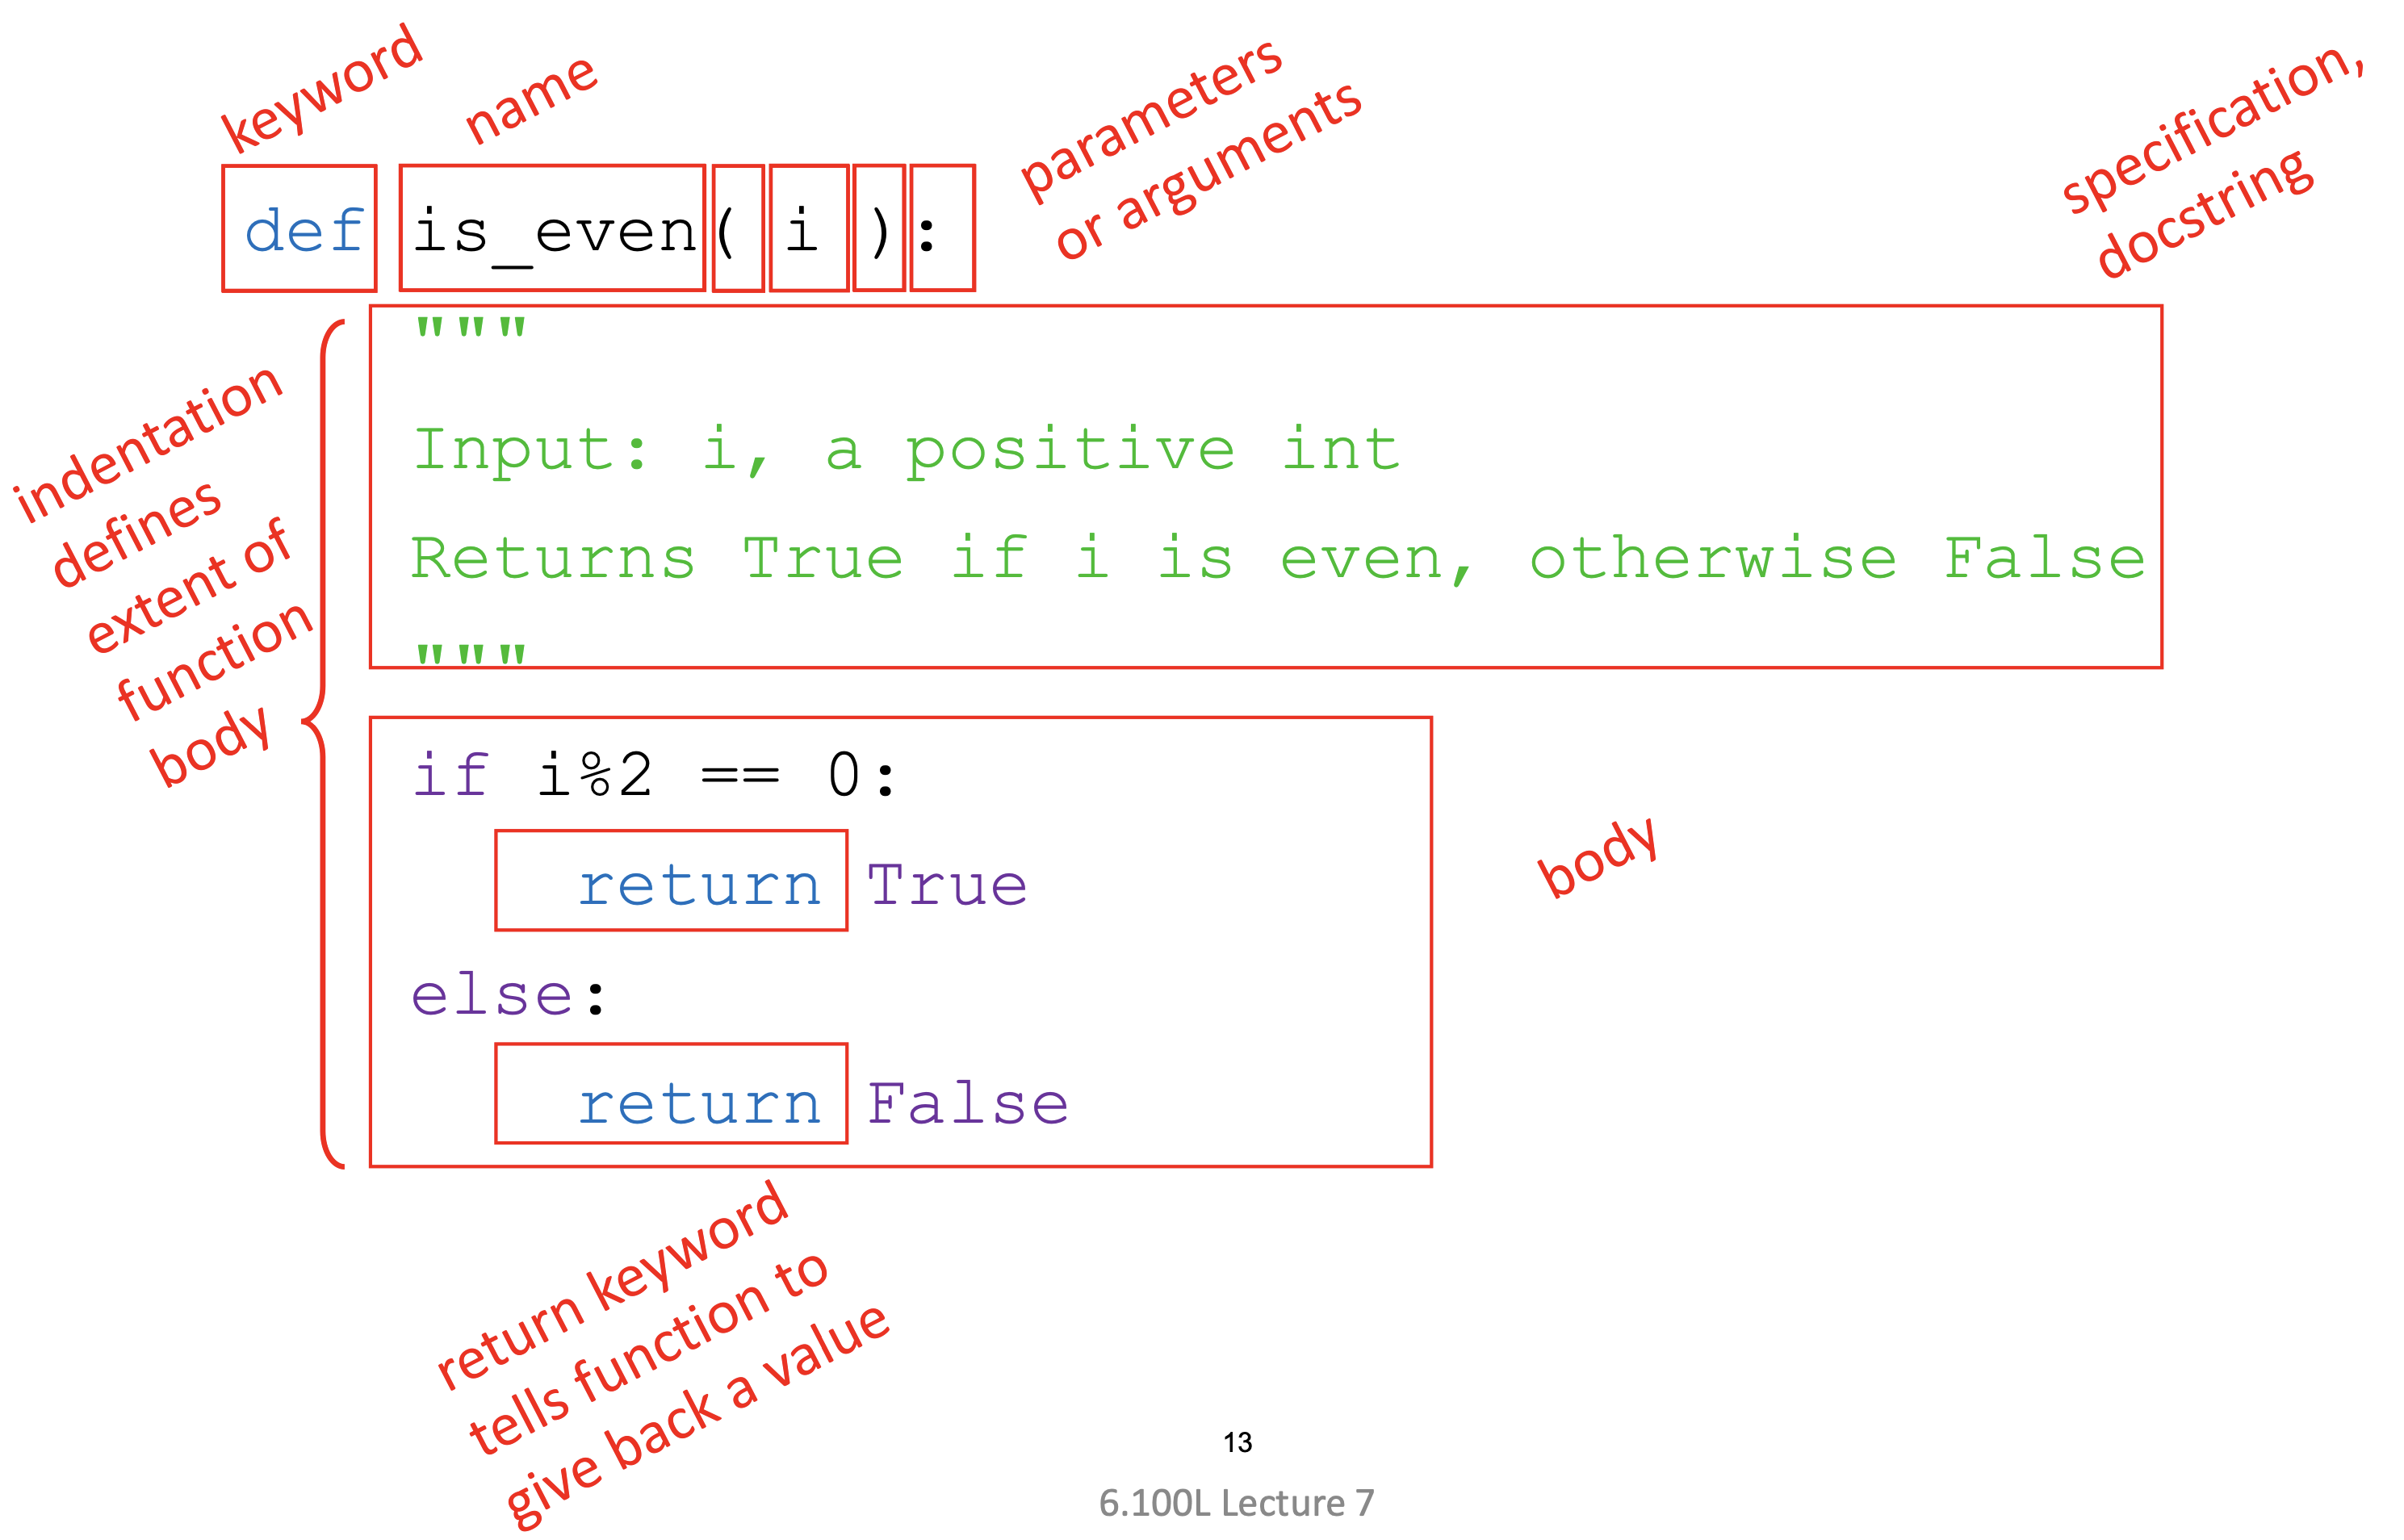 keyword
name
parameters
or arguments
specification,
docstring
def is_even( i ):
"""
Input: i, a positive int
Returns True if i is even, otherwise False
"""
indentation
defines
extent of
function
body
if i%2 == 0:
return True
else:
return False
body
return keyword
tells function to
give back a value
13
6.100L Lecture 7